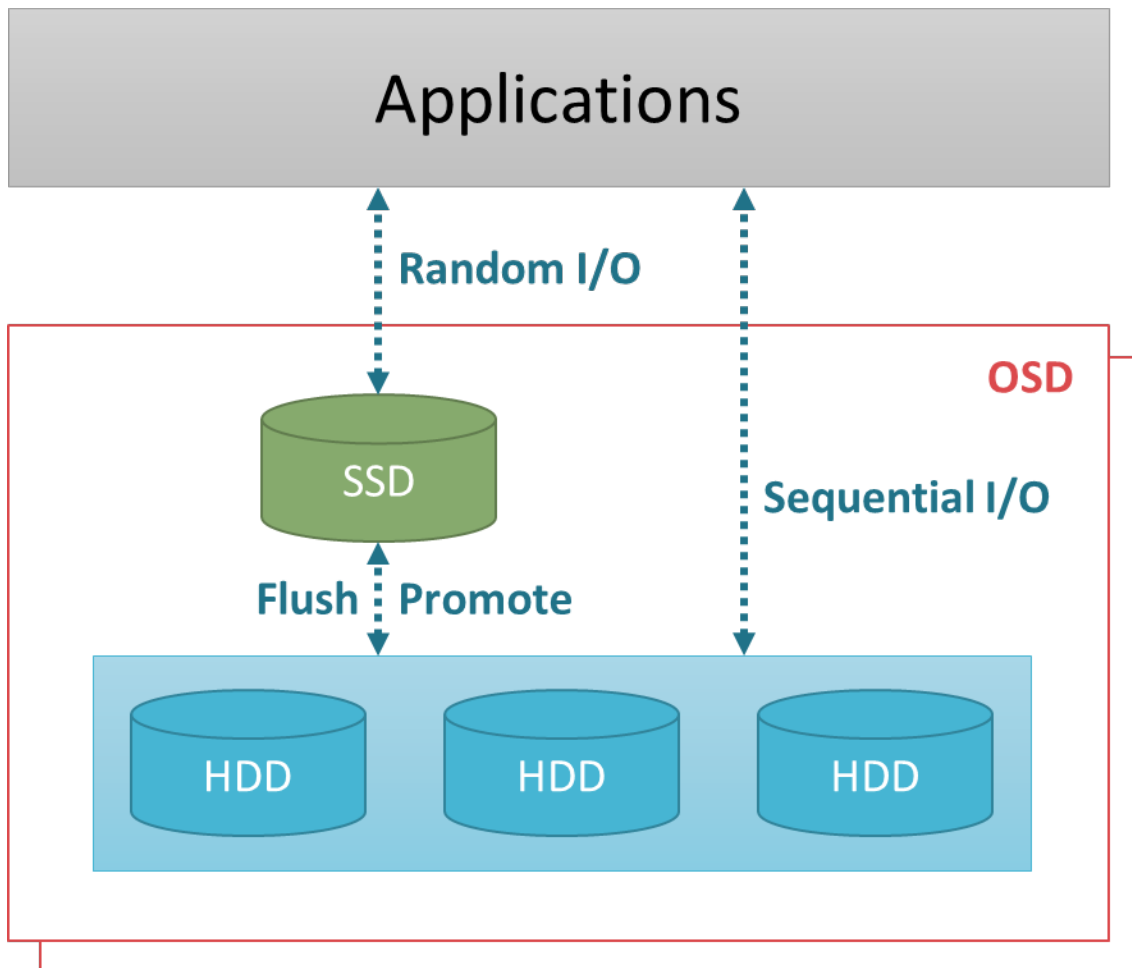 Applications
Random I/O
OSD
SSD
Sequential I/O
Flush Promote
HDD HDD HDD